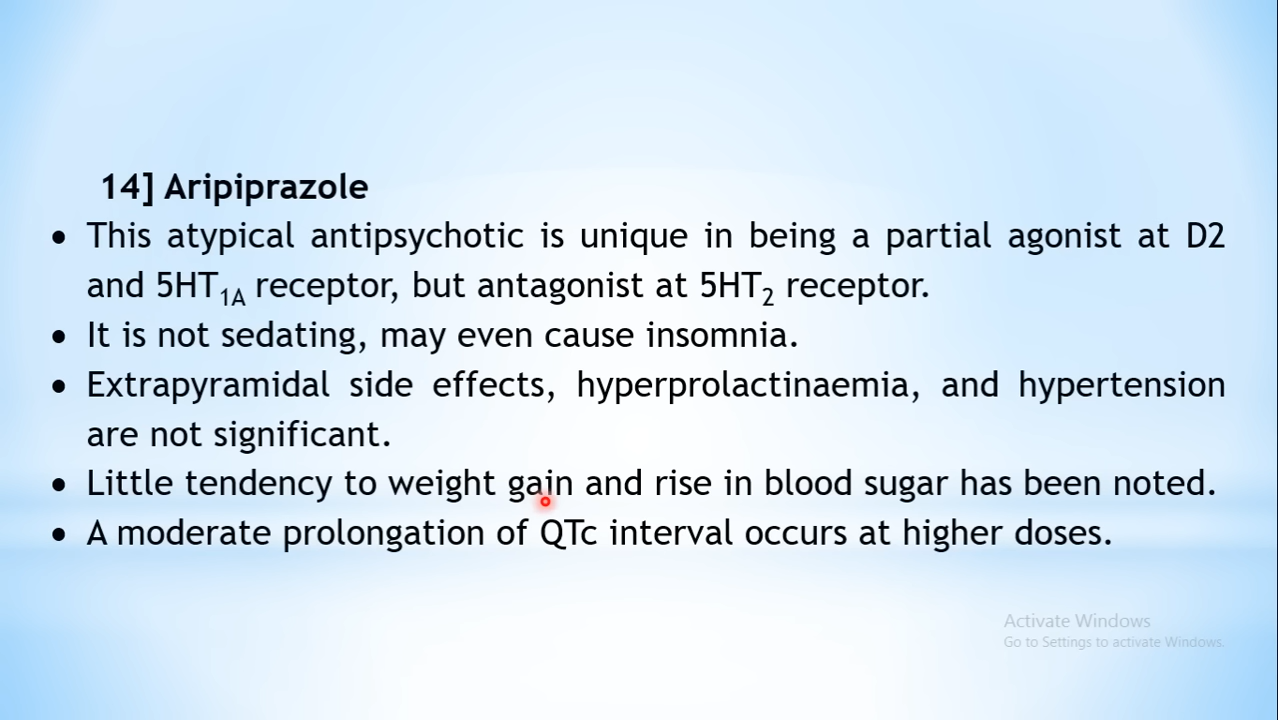 14] Aripiprazole
• This atypical antipsychotic is unique in being a partial agonist at D2
and 5HT1A receptor, but antagonist at 5HT2 receptor.
• It is not sedating, may even cause insomnia.
• Extrapyramidal side effects, hyperprolactinaemia, and hypertension
are not significant.
• Little tendency to weight gain and rise in blood sugar has been noted.
• A moderate prolongation of QTc interval occurs at higher doses.
Activate Windows
Go to Settings to activate Windows.